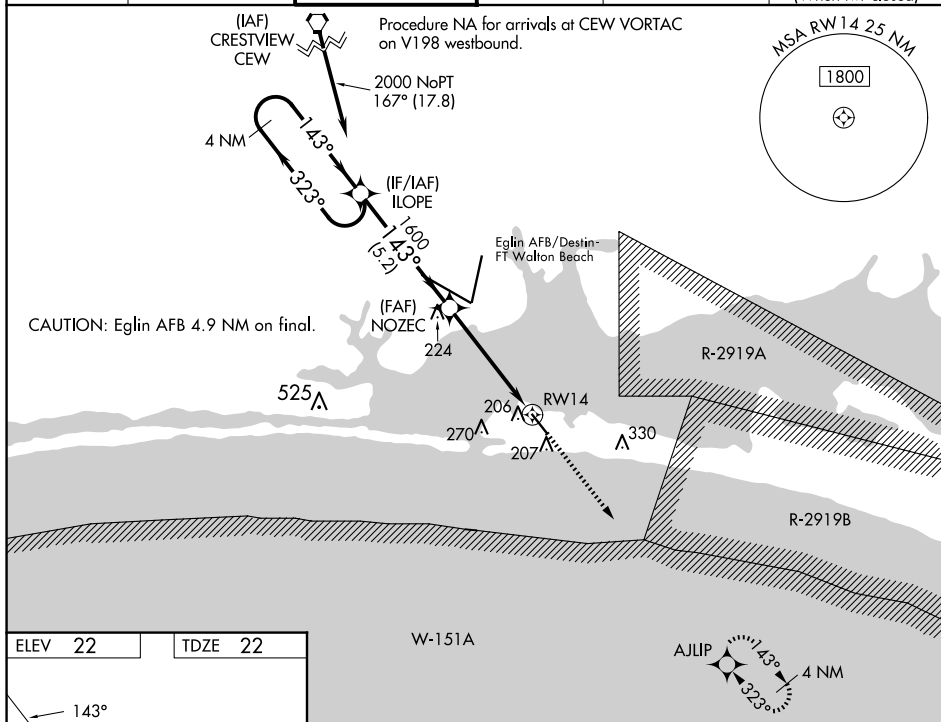 (When NM closed)
(IAF)
CRESTVIEW
CEW
Procedure NA for arrivals at CEW VORTAC
on V198 westbound.
MSA RW14 25 NM
1800
2000 NoPT
167° (17.8)
4 NM
143°
323°
(IF/IAF)
ILOPE
1600
143°
(5.2)
Eglin AFB/Destin-
FT Walton Beach
(FAF)
NOZEC
CAUTION: Eglin AFB 4.9 NM on final.
224
R-2919A
525
206
RW14
270
207
330
R-2919B
W-151A
ELEV 22
TDZE 22
AJLIP
143°
4 NM
323°
143°